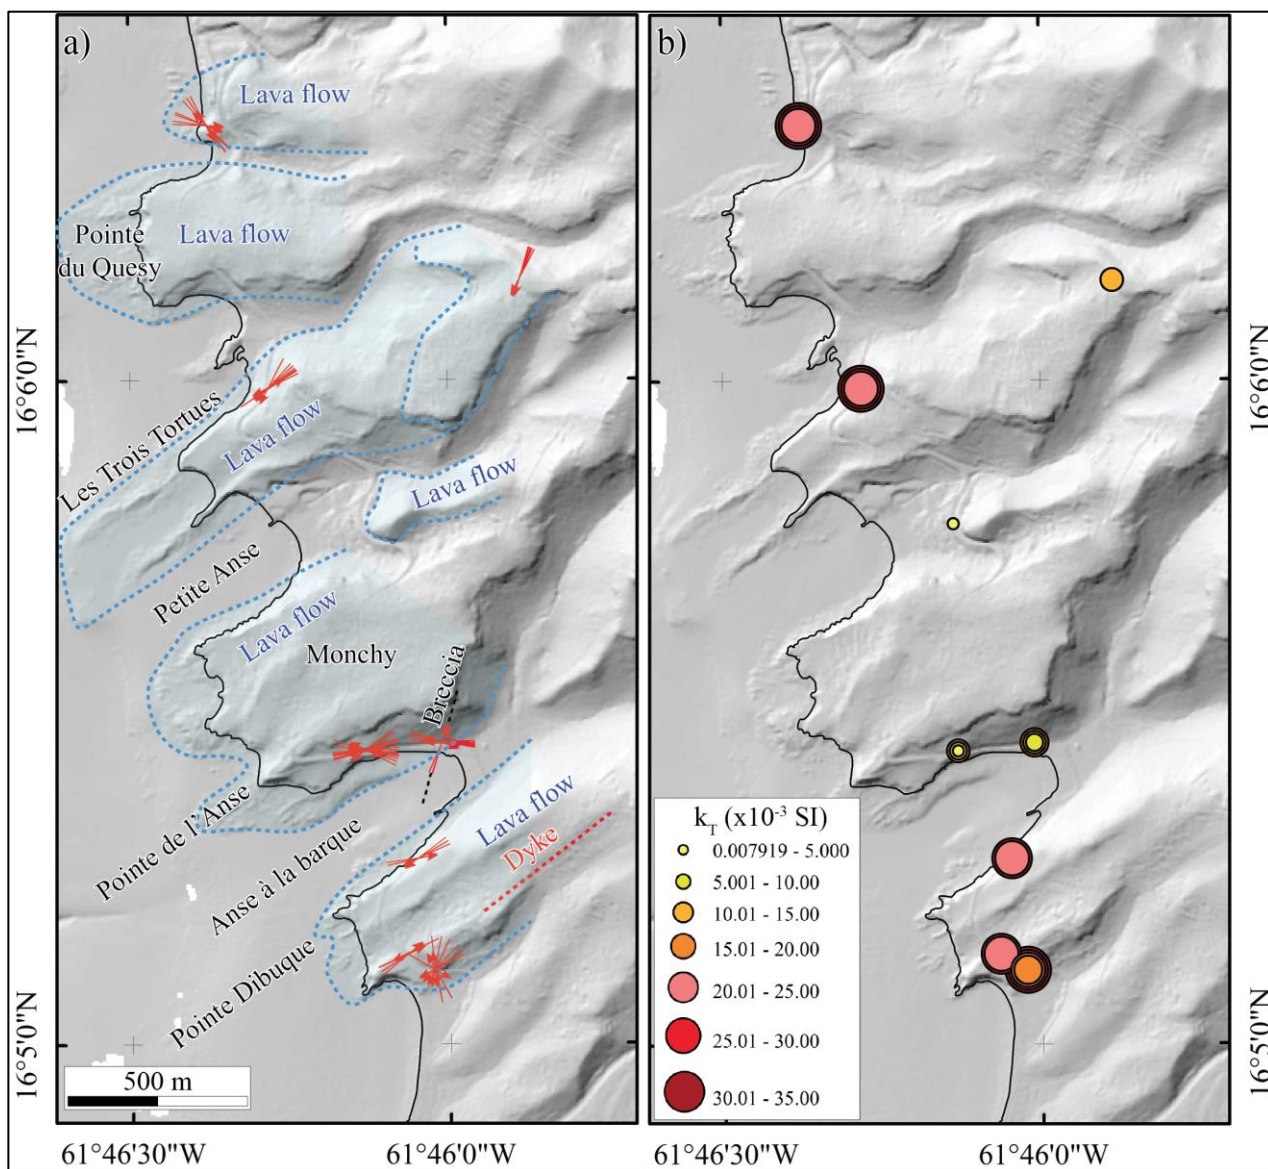 a)
Lava flow
Pointe
du Quesy
Lava flow
Les Trois Tortues
Lava flow
Lava flow
Petite Anse
Lava flow
Monchy
Breccia
Pointe de l'Anse
Anse à la barque
Lava flow
Dyke
Pointe Dibuque
500 m
16°6'0"N
16°5'0"N
61°46'30"W
61°46'0"W
b)
k_T (x10⁻³ SI)
0.007919 - 5.000
5.001 - 10.00
10.01 - 15.00
15.01 - 20.00
20.01 - 25.00
25.01 - 30.00
30.01 - 35.00
16°6'0"N
16°5'0"N
61°46'30"W
61°46'0"W